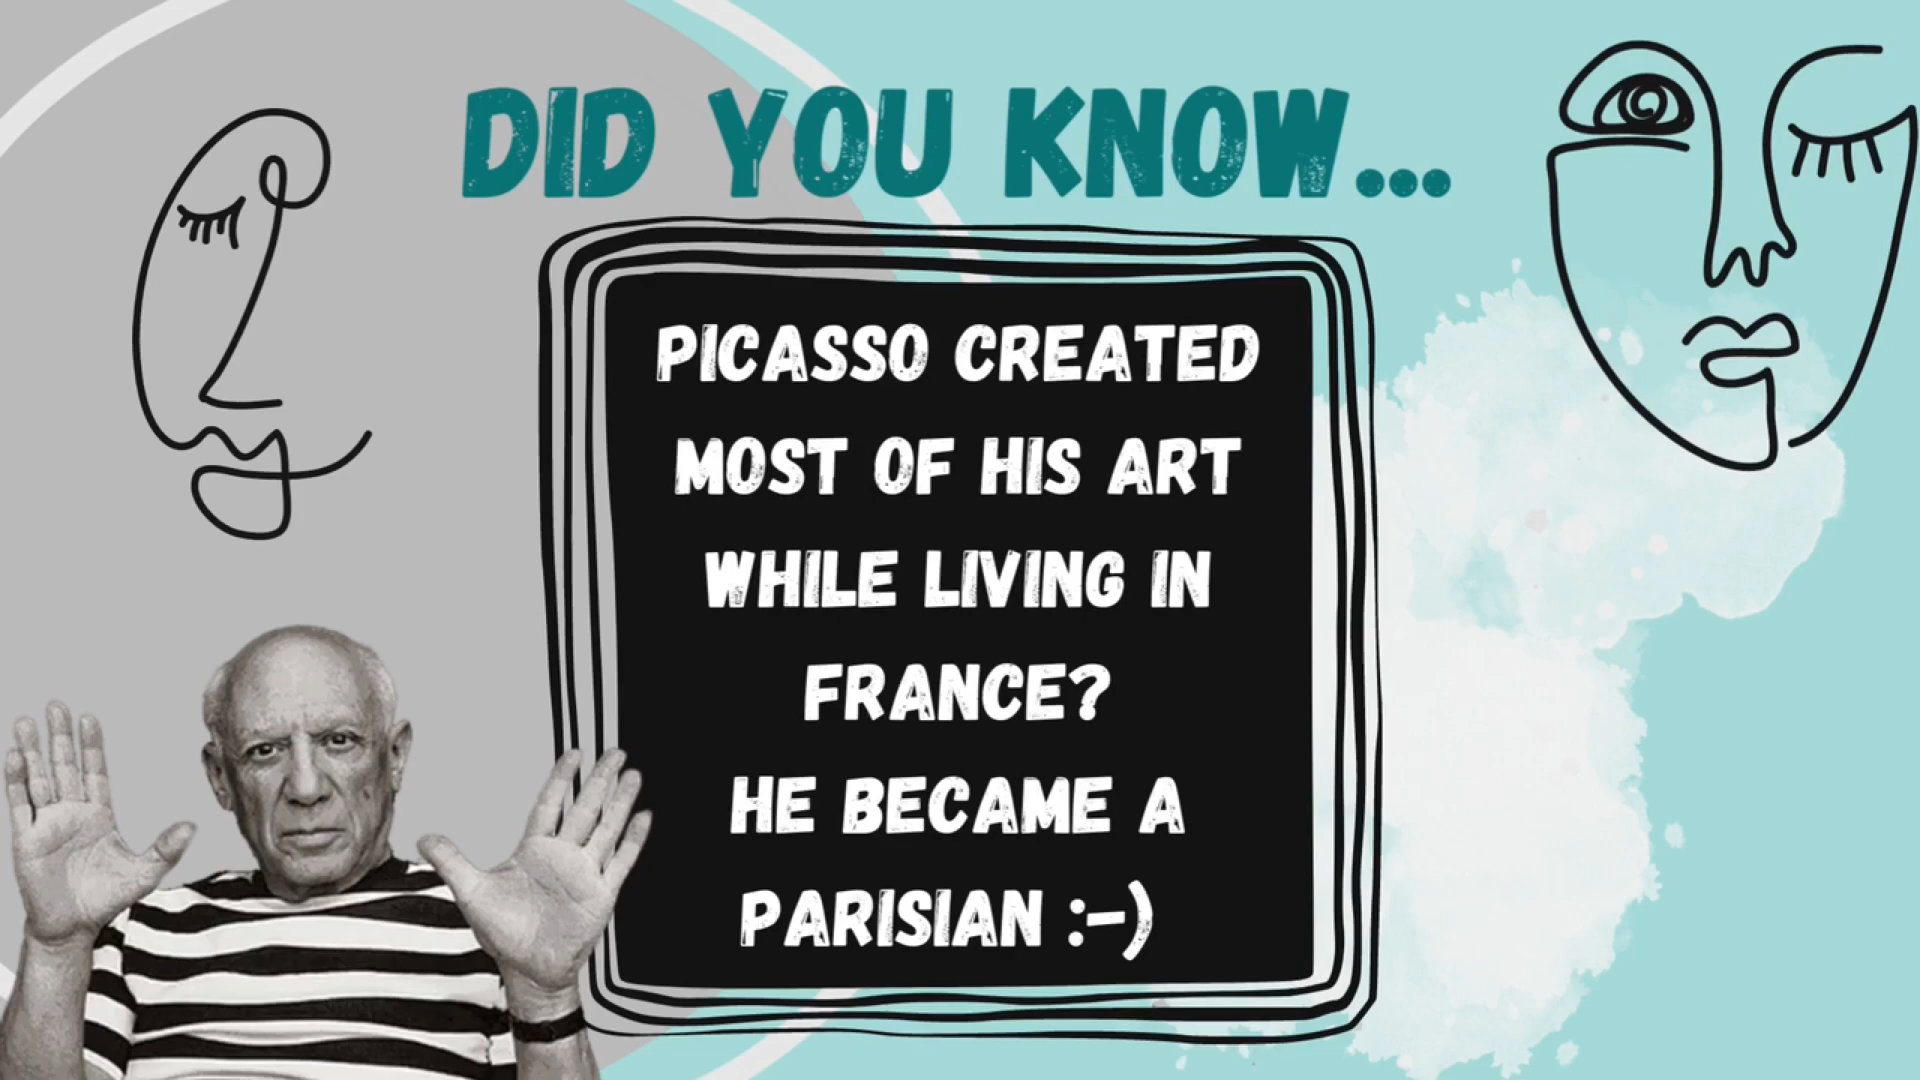 DID YOU KNOW...
PICASSO CREATED
MOST OF HIS ART
WHILE LIVING IN
FRANCE?
HE BECAME A
PARISIAN :-)